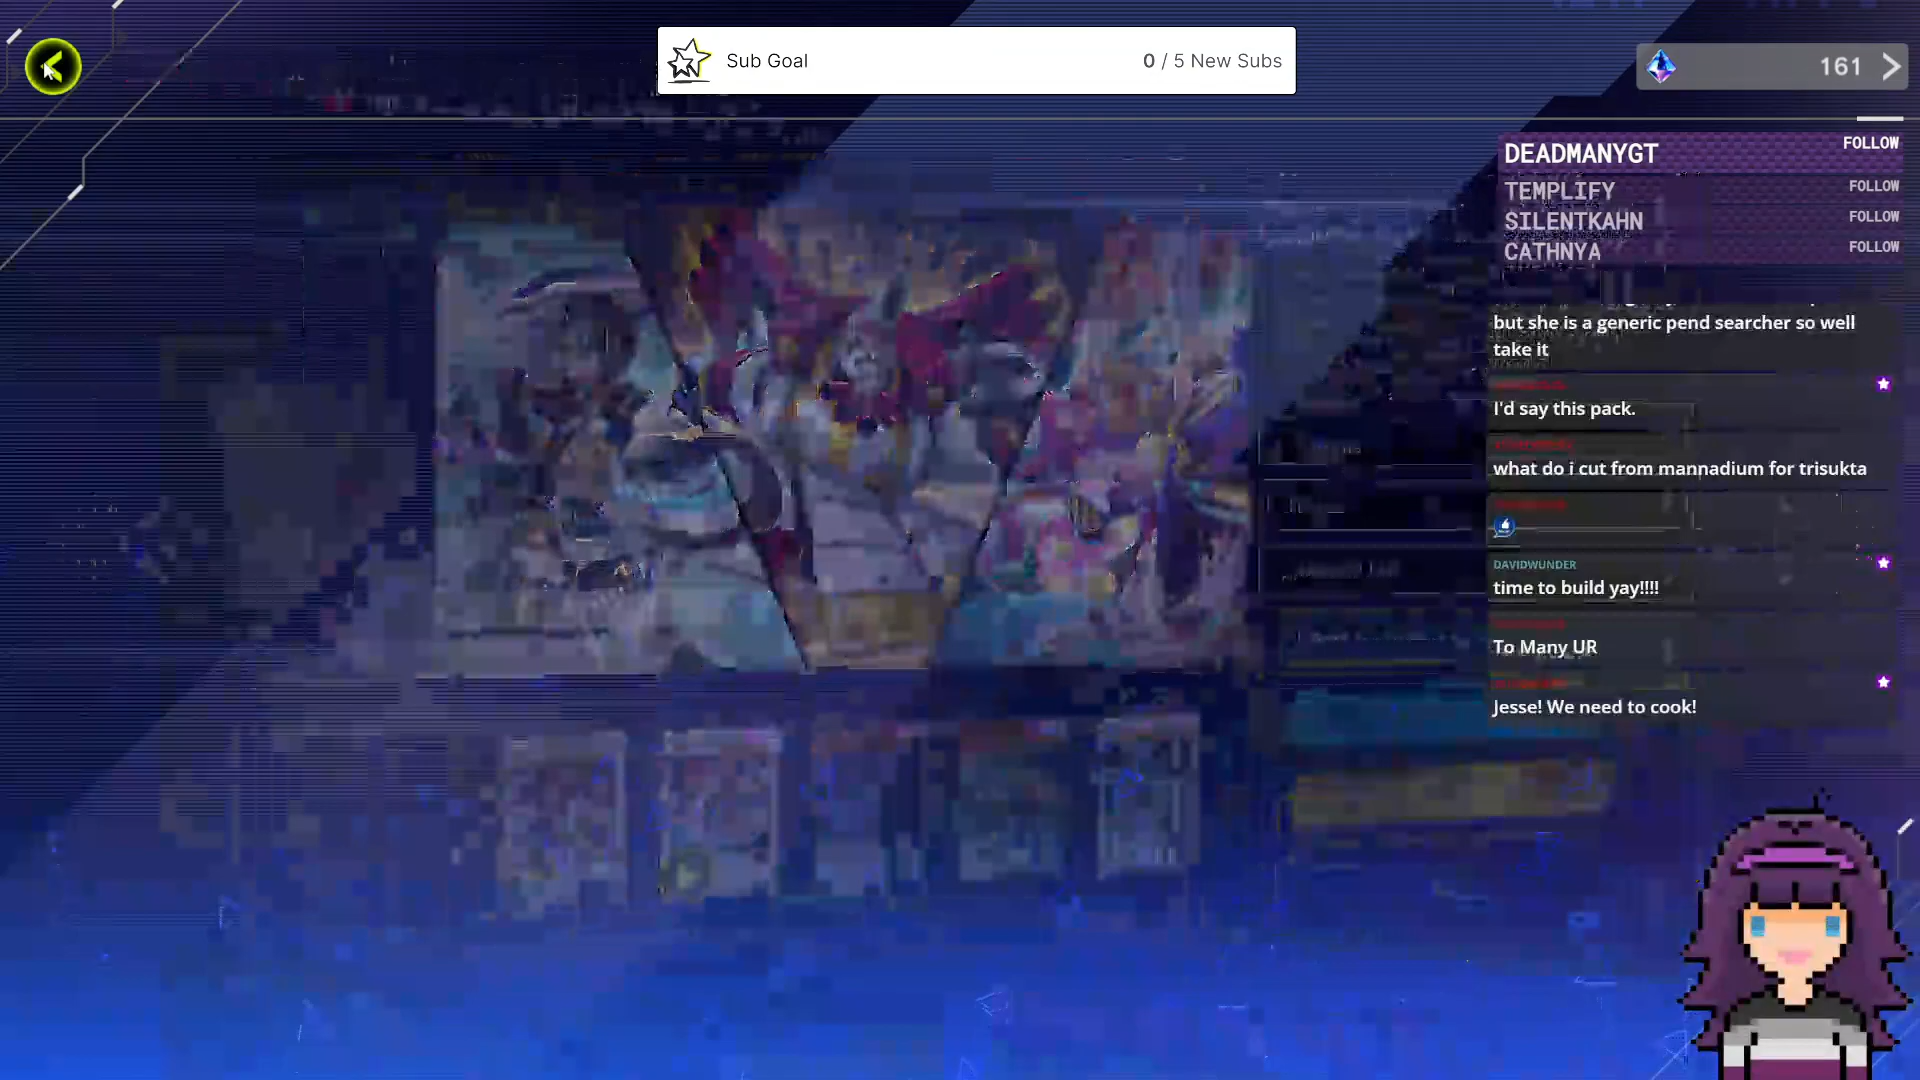 Sub Goal
0 / 5 New Subs
161
DEADMANYGT FOLLOW
TEMPLIFY FOLLOW
SILENTKAHN FOLLOW
CATHNYA FOLLOW
but she is a generic pend searcher so well
take it
I'd say this pack.
what do i cut from mannadium for trisukta
DAVIDWUNDER
time to build yay!!!!
To Many UR
Jesse! We need to cook!